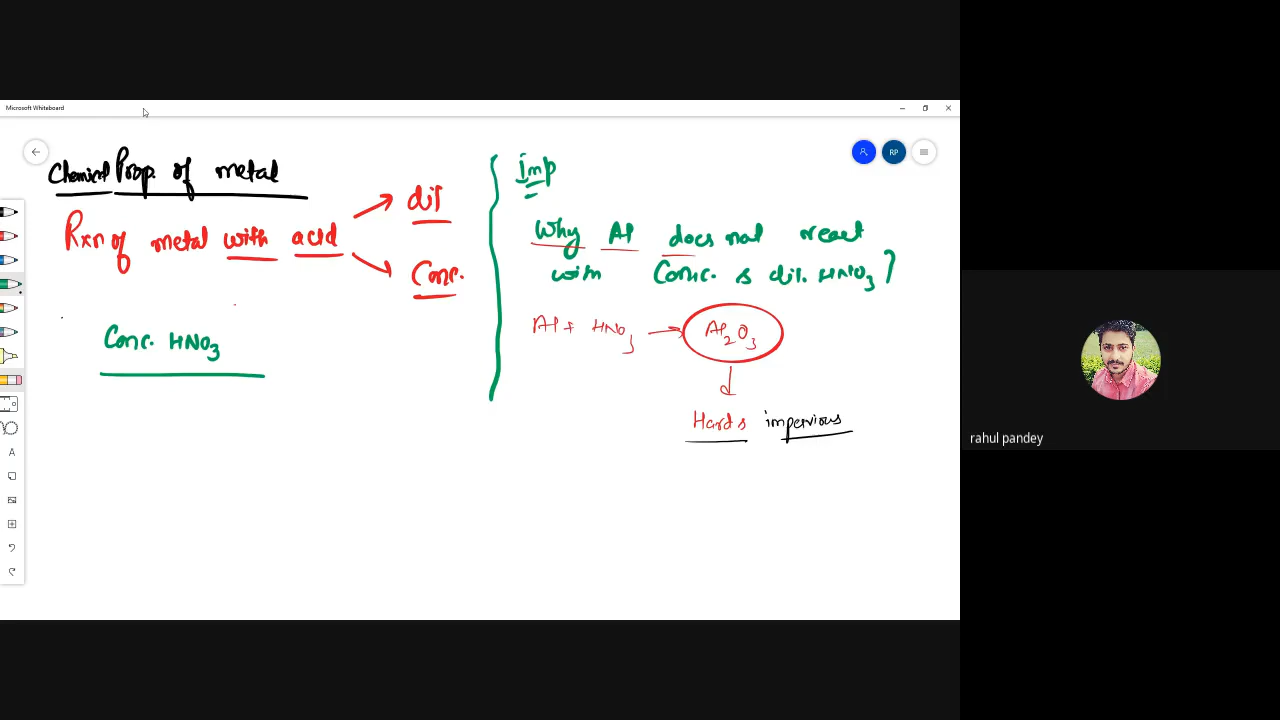 Microsoft Whiteboard
Chemical Prop. of metal
Rxn of metal with acid
dil
Conc.
Conc. HNO3
Imp
Why Al does not react
with Conc. & dil. HNO3?
Al + HNO3 → Al2O3
Hard & impervious
RP
A
rahul pandey